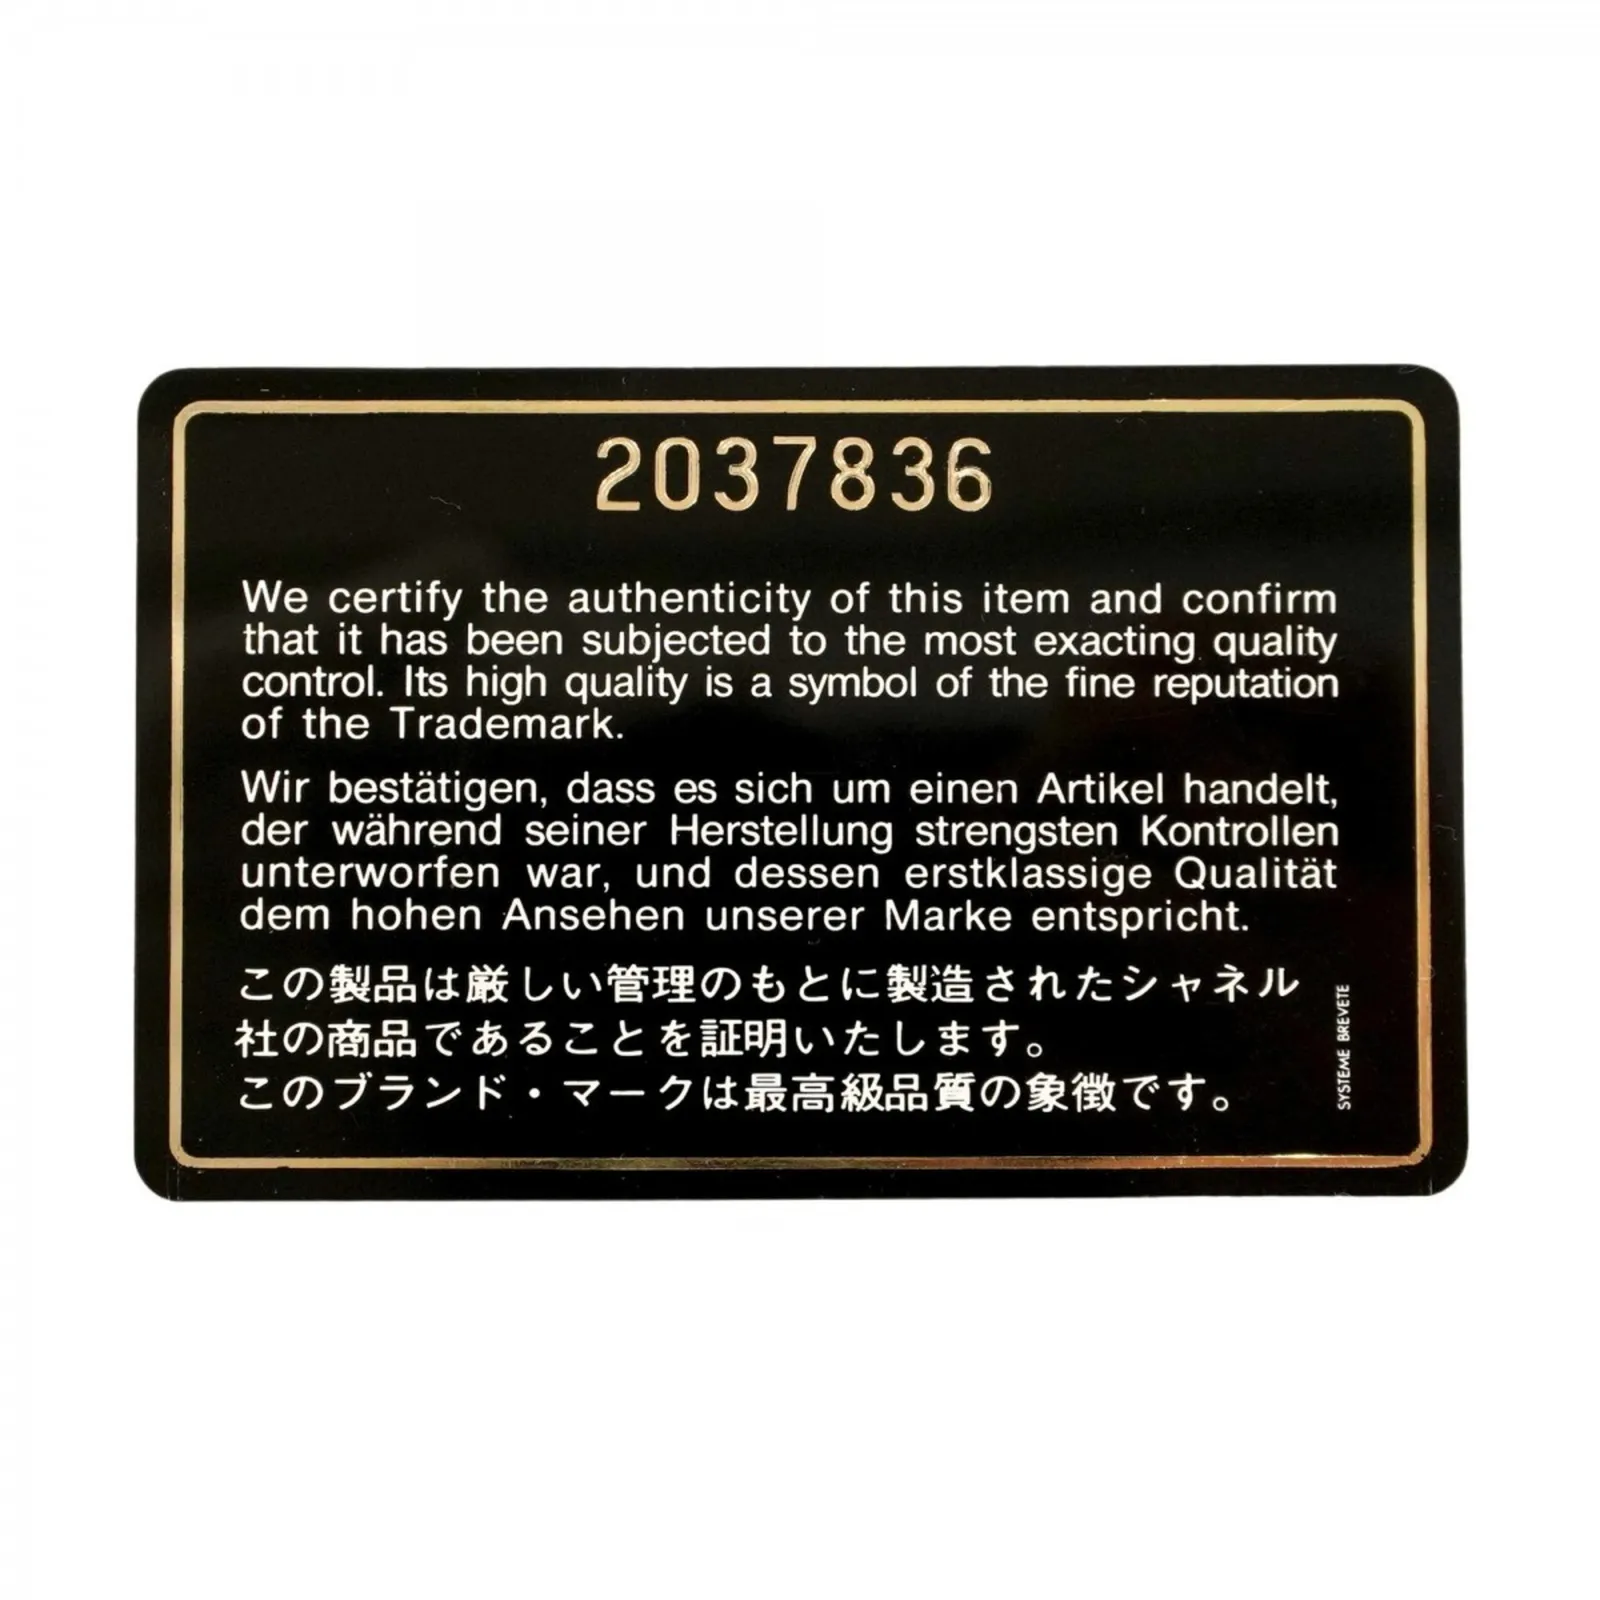 2037836
We certify the authenticity of this item and confirm
that it has been subjected to the most exacting quality
control. Its high quality is a symbol of the fine reputation
of the Trademark.
Wir bestätigen, dass es sich um einen Artikel handelt,
der während seiner Herstellung strengsten Kontrollen
unterworfen war, und dessen erstklassige Qualität
dem hohen Ansehen unserer Marke entspricht.
この製品は厳しい管理のもとに製造されたシャネル
社の商品であることを証明いたします。
このブランド・マークは最高級品質の象徴です。
SYSTEME BREVETE